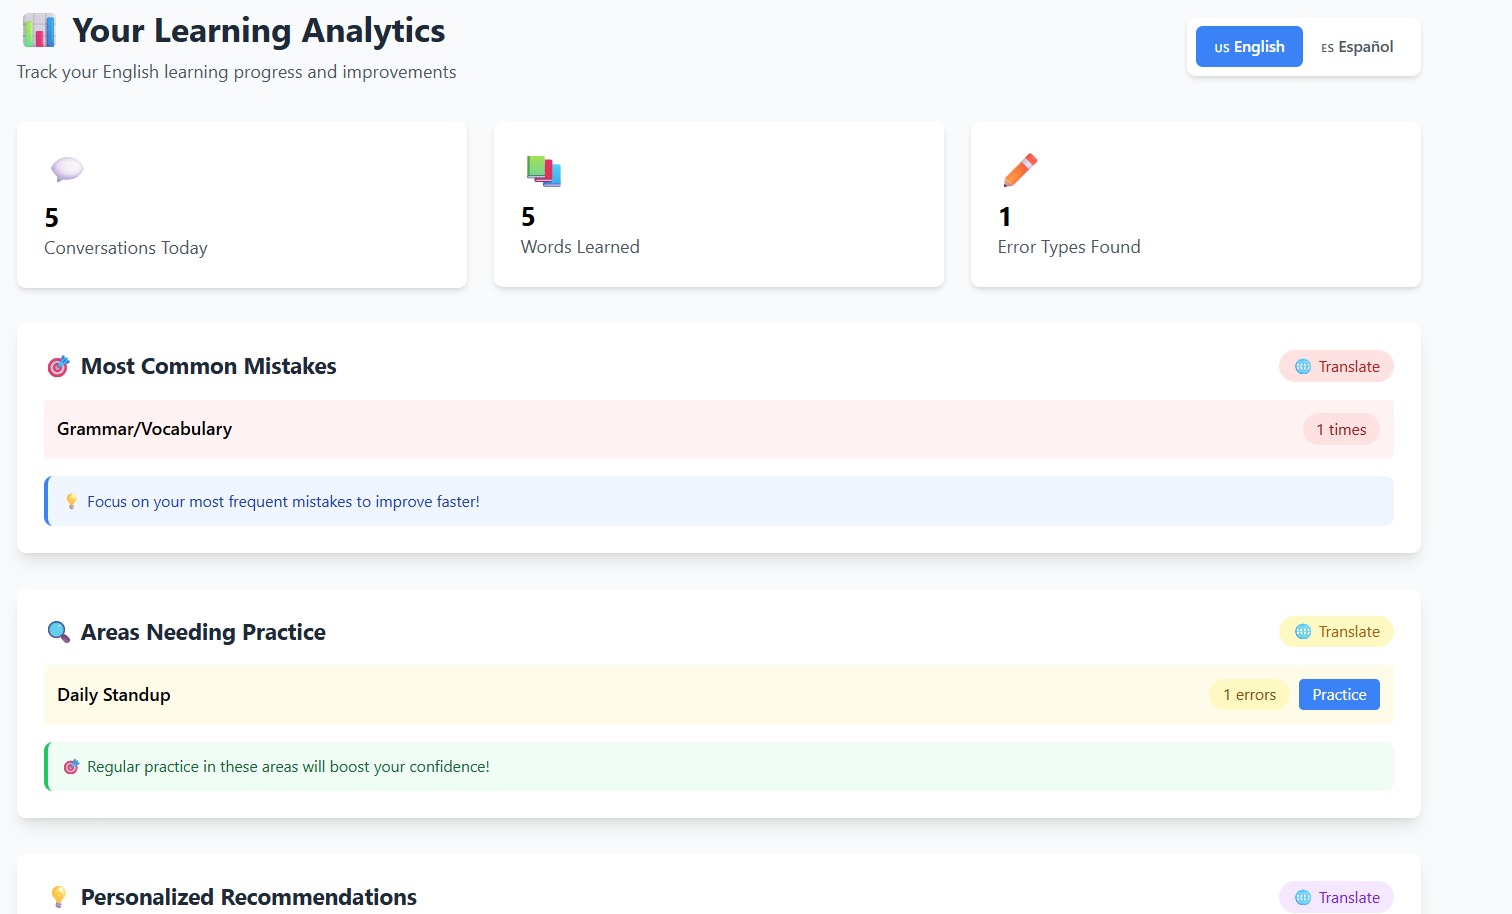 Your Learning Analytics
Track your English learning progress and improvements
US English
ES Español
5
Conversations Today
5
Words Learned
1
Error Types Found
Most Common Mistakes
Translate
Grammar/Vocabulary
1 times
Focus on your most frequent mistakes to improve faster!
Areas Needing Practice
Translate
Daily Standup
1 errors
Practice
Regular practice in these areas will boost your confidence!
Personalized Recommendations
Translate